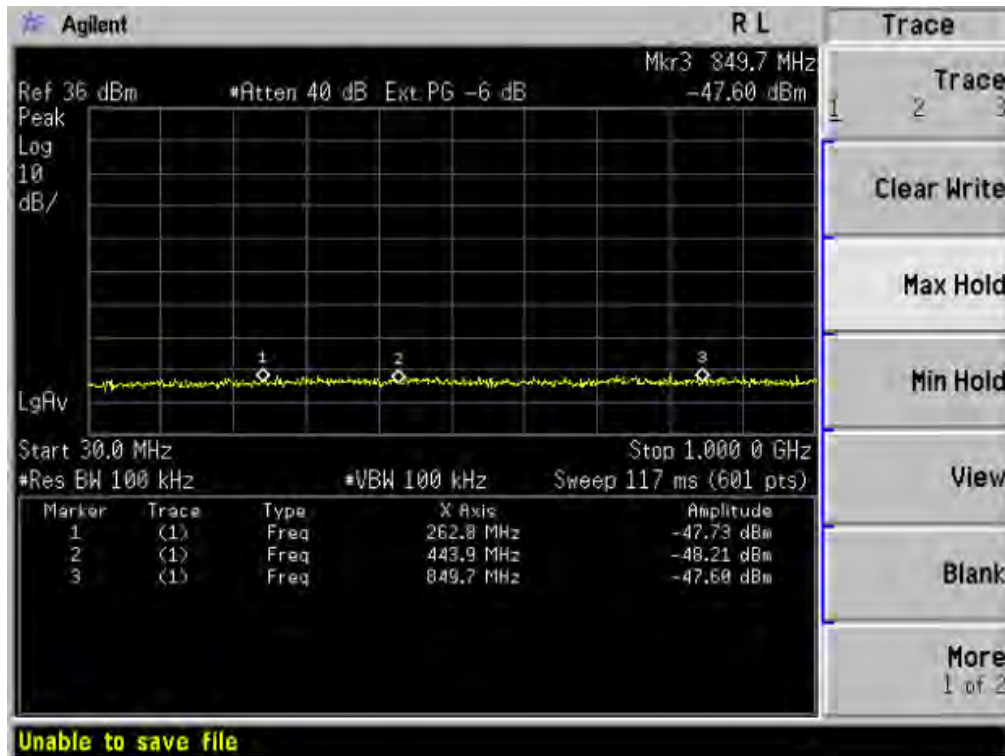 Agilent R L Trace
Mkr3 849.7 MHz
Ref 36 dBm #Atten 40 dB Ext PG -6 dB -47.60 dBm
Peak
Log
10
dB/
1 2 3
LgAv
Start 30.0 MHz Stop 1.000 0 GHz
#Res BW 100 kHz #VBW 100 kHz Sweep 117 ms (601 pts)
Marker Trace Type X Axis Amplitude
1 (1) Freq 262.8 MHz -47.73 dBm
2 (1) Freq 443.9 MHz -48.21 dBm
3 (1) Freq 849.7 MHz -47.60 dBm
Trace
1 2
Clear Write
Max Hold
Min Hold
View
Blank
More
1 of 2
Unable to save file